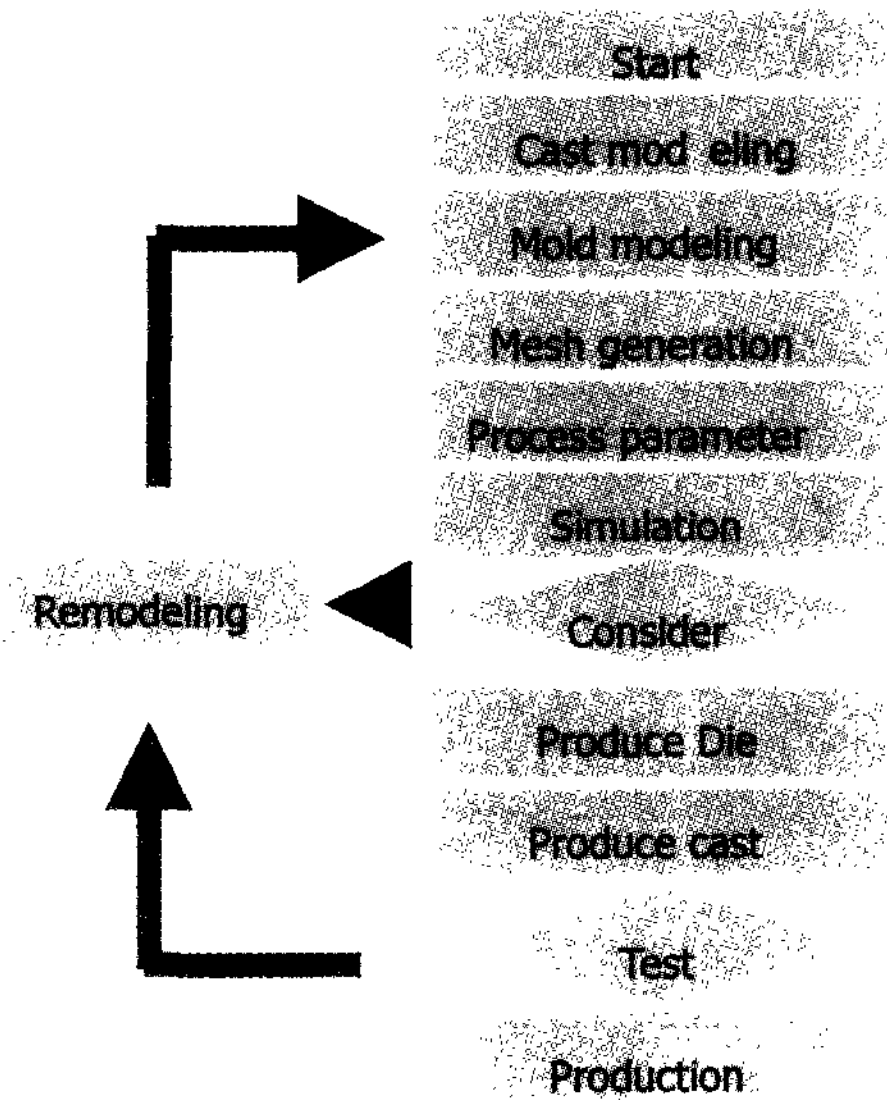 Start
Cast mod eling
Mold modeling
Mesh generation
Process parameter
Simulation
Remodeling
Consider
Produce Die
Produce cast
Test
Production